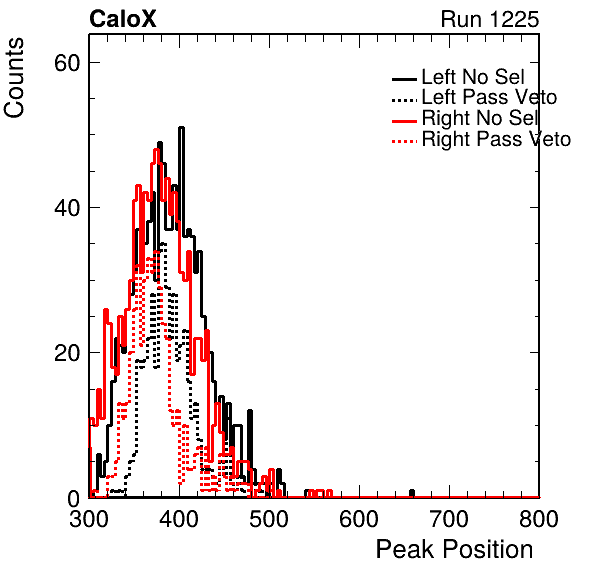 CaloX Run 1225
Counts
60
40
20
0
Left No Sel
Left Pass Veto
Right No Sel
Right Pass Veto
300 400 500 600 700 800
Peak Position